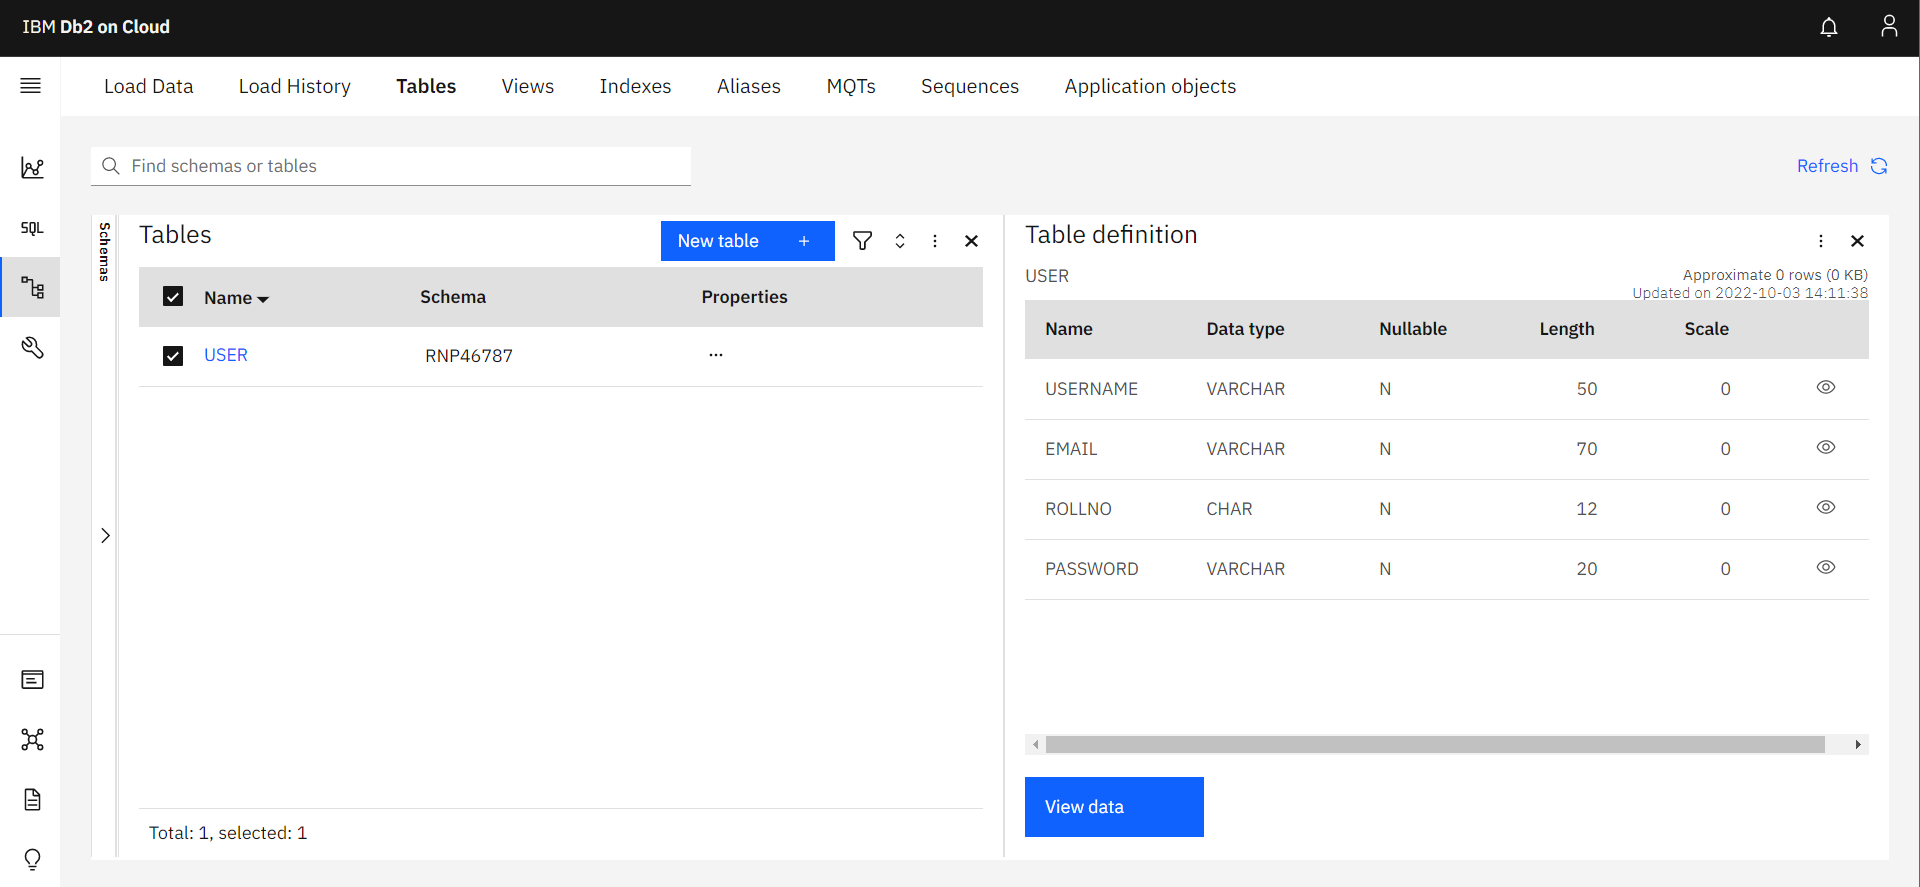 IBM Db2 on Cloud
Load Data Load History Tables Views Indexes Aliases MQTs Sequences Application objects
Find schemas or tables
Refresh
SQL
Schemas
Tables
New table +
Name Schema Properties
USER RNP46787 ...
Total: 1, selected: 1
Table definition
USER
Approximate 0 rows (0 KB)
Updated on 2022-10-03 14:11:38
Name Data type Nullable Length Scale
USERNAME VARCHAR N 50 0
EMAIL VARCHAR N 70 0
ROLLNO CHAR N 12 0
PASSWORD VARCHAR N 20 0
View data